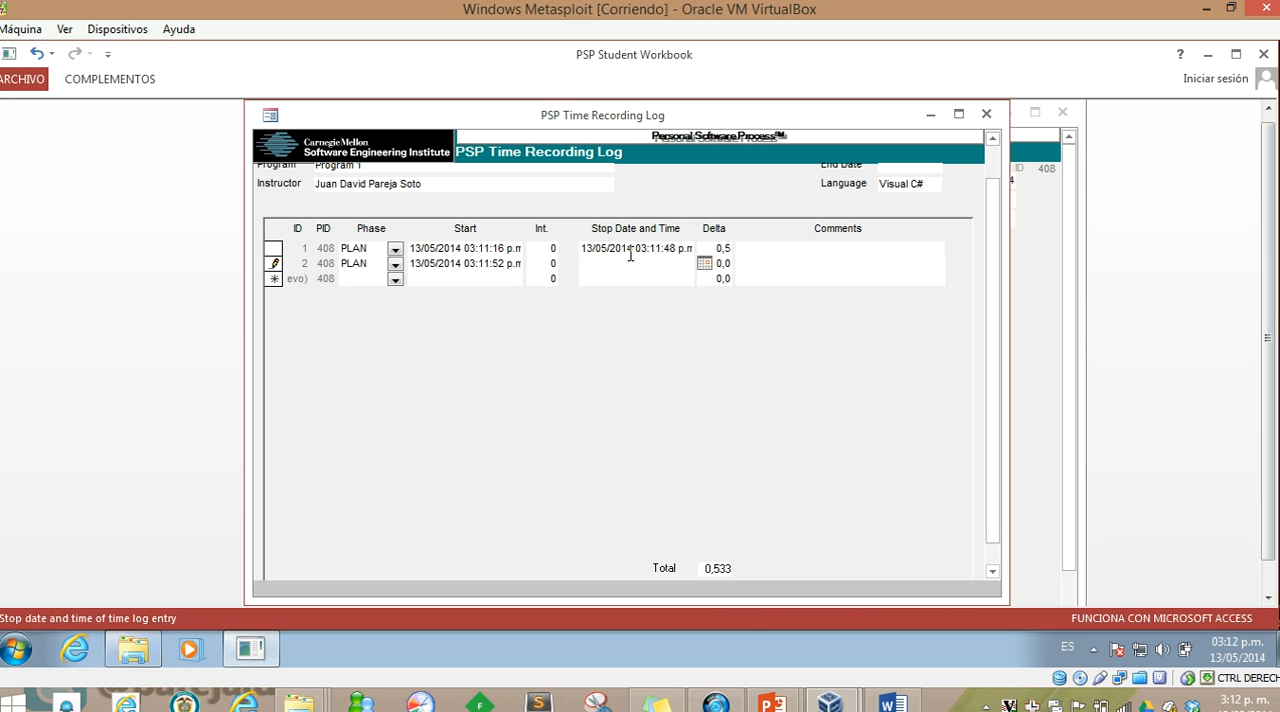 Windows Metasploit [Corriendo] - Oracle VM VirtualBox
Máquina Ver Dispositivos Ayuda
PSP Student Workbook
ARCHIVO COMPLEMENTOS
Iniciar sesión
PSP Time Recording Log
Carnegie Mellon
Software Engineering Institute
Personal Software Process™
PSP Time Recording Log
ID 408
Program Program 1 End Date
Instructor Juan David Pareja Soto Language Visual C#
ID PID Phase Start Int. Stop Date and Time Delta Comments
1 408 PLAN 13/05/2014 03:11:16 p.m 0 13/05/2014 03:11:48 p.m 0,5
2 408 PLAN 13/05/2014 03:11:52 p.m 0 0,0
evo) 408 0 0,0
Total 0,533
Stop date and time of time log entry
FUNCIONA CON MICROSOFT ACCESS
ES 03:12 p.m.
13/05/2014
CTRL DERECH
3:12 p. m.